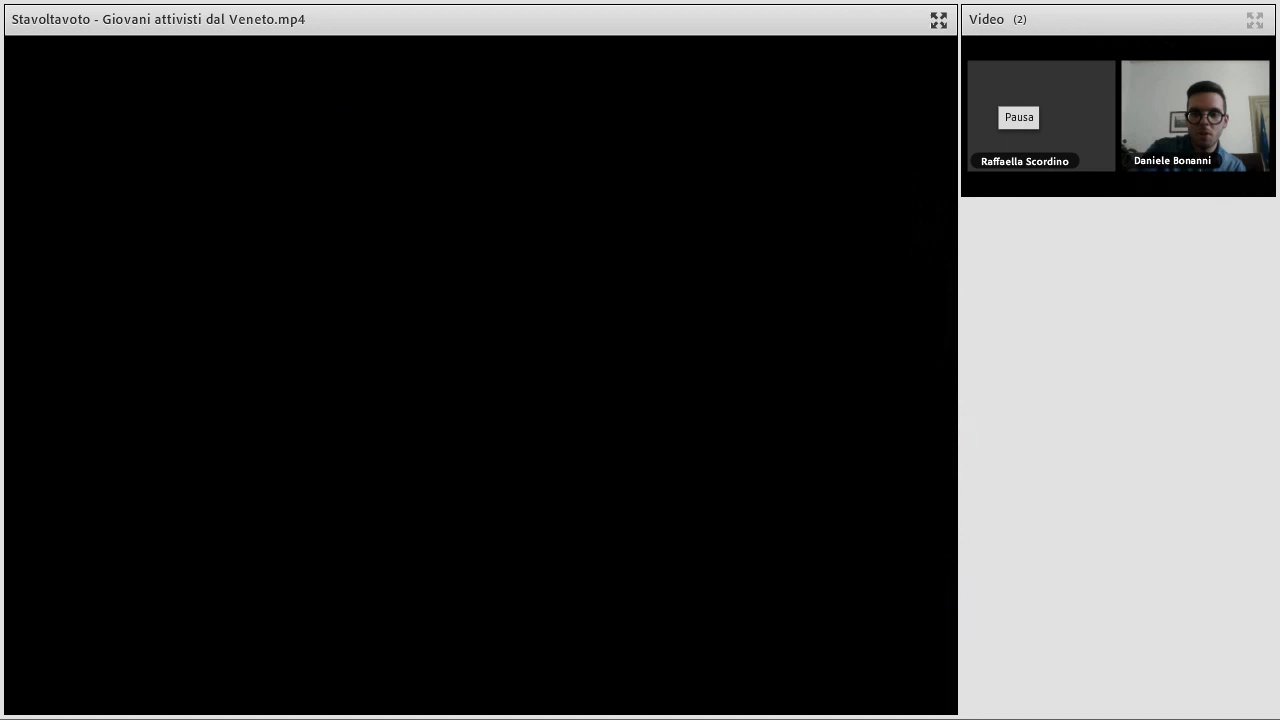 Stavoltavoto - Giovani attivisti dal Veneto.mp4
Video (2)
Pausa
Raffaella Scordino
Daniele Bonanni